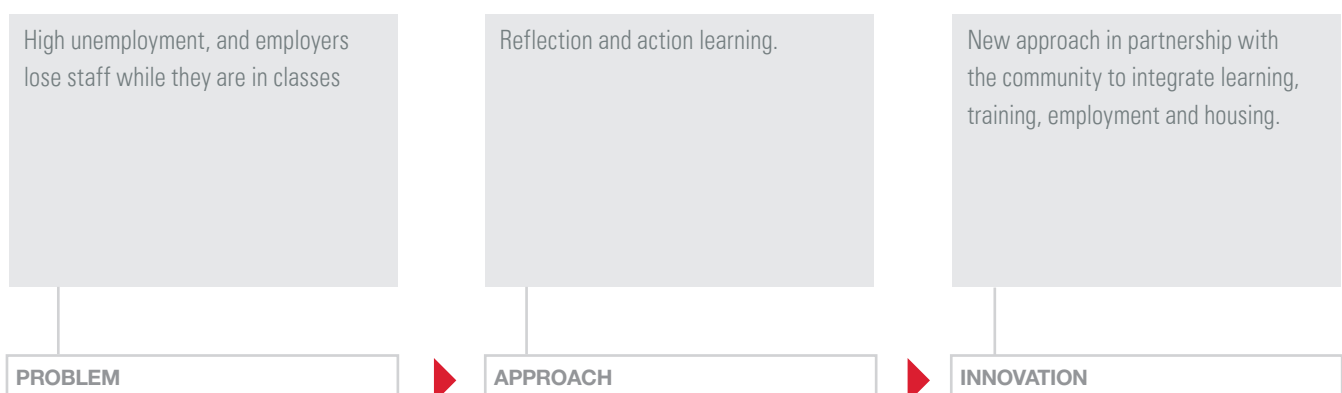 High unemployment, and employers
lose staff while they are in classes
Reflection and action learning.
New approach in partnership with
the community to integrate learning,
training, employment and housing.
PROBLEM
APPROACH
INNOVATION